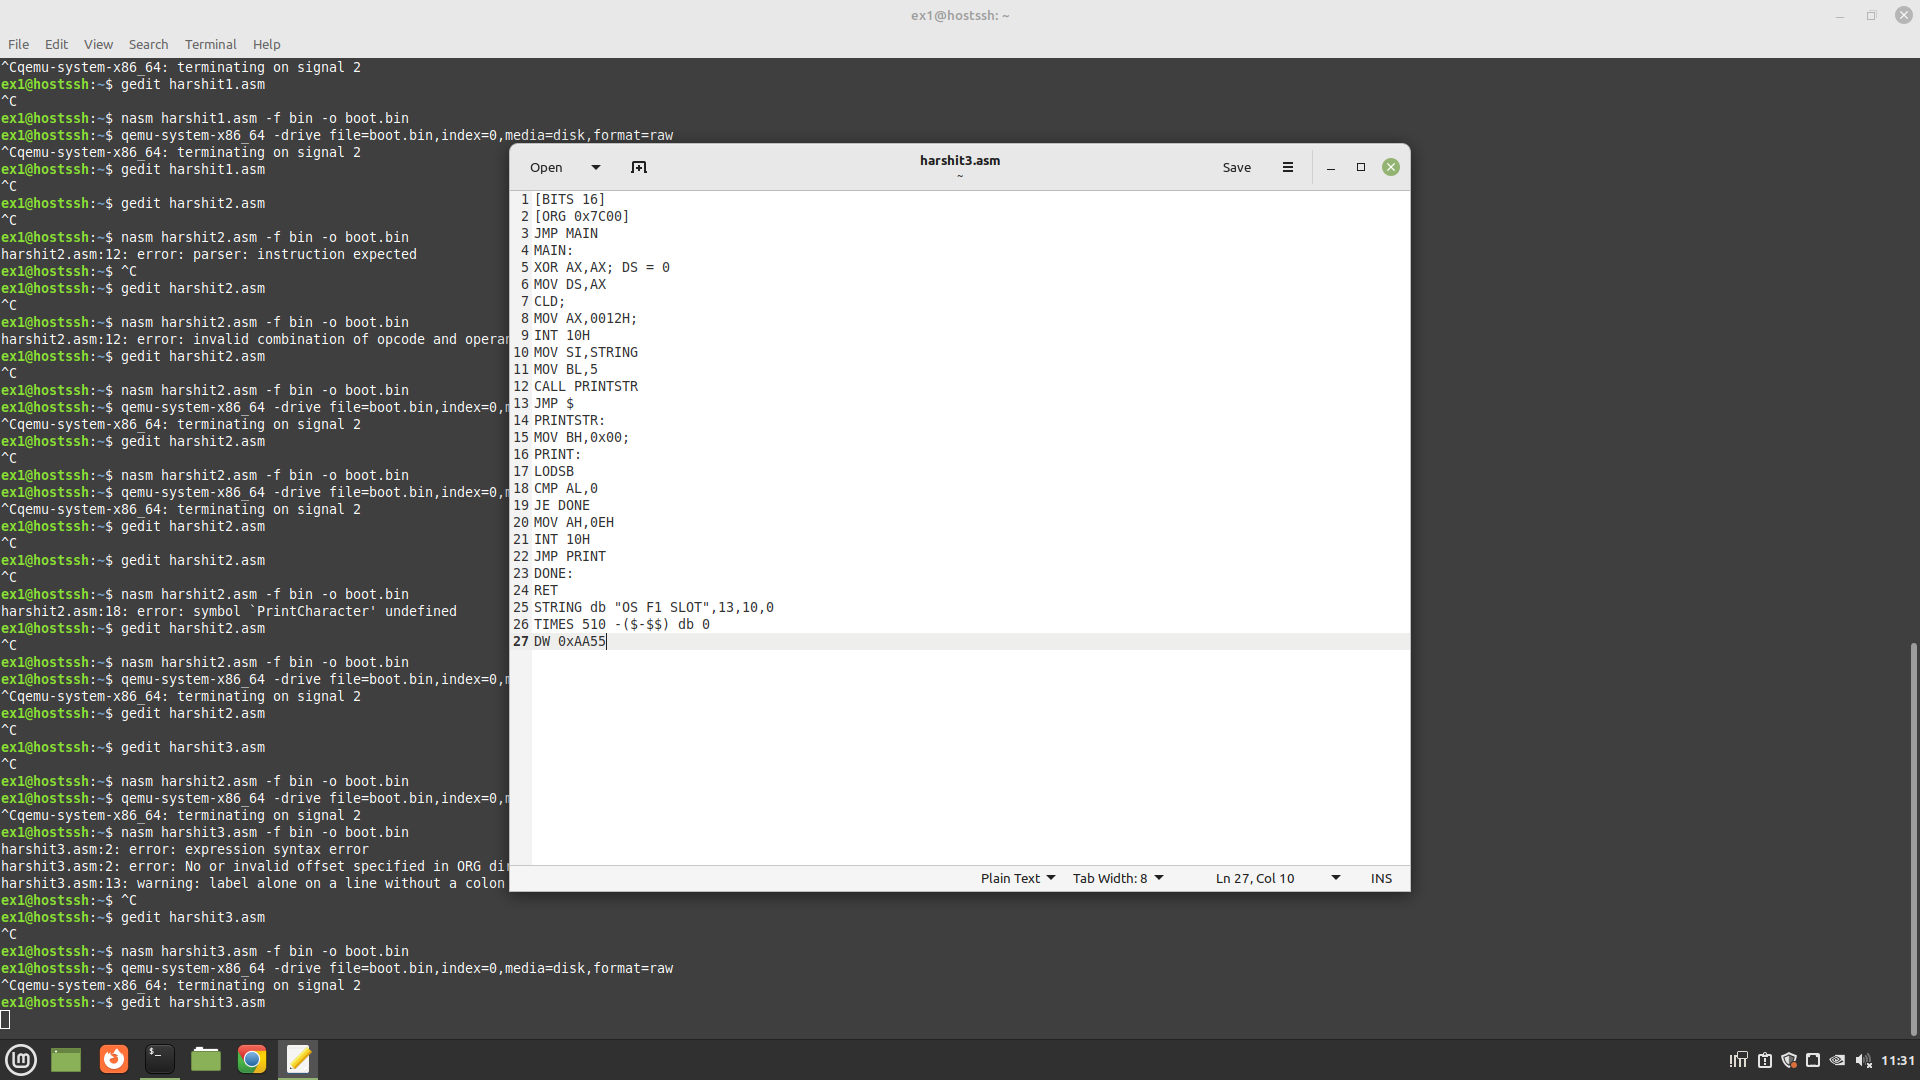 ex1@hostssh: ~
File Edit View Search Terminal Help
^Cqemu-system-x86_64: terminating on signal 2
ex1@hostssh:~$ gedit harshit1.asm
^C
ex1@hostssh:~$ nasm harshit1.asm -f bin -o boot.bin
ex1@hostssh:~$ qemu-system-x86_64 -drive file=boot.bin,index=0,media=disk,format=raw
^Cqemu-system-x86_64: terminating on signal 2
ex1@hostssh:~$ gedit harshit1.asm
^C
ex1@hostssh:~$ gedit harshit2.asm
^C
ex1@hostssh:~$ nasm harshit2.asm -f bin -o boot.bin
harshit2.asm:12: error: parser: instruction expected
ex1@hostssh:~$ ^C
ex1@hostssh:~$ gedit harshit2.asm
^C
ex1@hostssh:~$ nasm harshit2.asm -f bin -o boot.bin
harshit2.asm:12: error: invalid combination of opcode and
ex1@hostssh:~$ gedit harshit2.asm
^C
ex1@hostssh:~$ nasm harshit2.asm -f bin -o boot.bin
ex1@hostssh:~$ qemu-system-x86_64 -drive file=boot.bin,index=0,
^Cqemu-system-x86_64: terminating on signal 2
ex1@hostssh:~$ gedit harshit2.asm
^C
ex1@hostssh:~$ nasm harshit2.asm -f bin -o boot.bin
ex1@hostssh:~$ qemu-system-x86_64 -drive file=boot.bin,index=0,
^Cqemu-system-x86_64: terminating on signal 2
ex1@hostssh:~$ gedit harshit2.asm
^C
ex1@hostssh:~$ gedit harshit2.asm
^C
ex1@hostssh:~$ nasm harshit2.asm -f bin -o boot.bin
harshit2.asm:18: error: symbol `PrintCharacter' undefined
ex1@hostssh:~$ gedit harshit2.asm
^C
ex1@hostssh:~$ nasm harshit2.asm -f bin -o boot.bin
ex1@hostssh:~$ qemu-system-x86_64 -drive file=boot.bin,index=0,
^Cqemu-system-x86_64: terminating on signal 2
ex1@hostssh:~$ gedit harshit2.asm
^C
ex1@hostssh:~$ gedit harshit3.asm
^C
ex1@hostssh:~$ nasm harshit2.asm -f bin -o boot.bin
ex1@hostssh:~$ qemu-system-x86_64 -drive file=boot.bin,index=0,
^Cqemu-system-x86_64: terminating on signal 2
ex1@hostssh:~$ nasm harshit3.asm -f bin -o boot.bin
harshit3.asm:2: error: expression syntax error
harshit3.asm:2: error: No or invalid offset specified in ORG
harshit3.asm:13: warning: label alone on a line without a colon
ex1@hostssh:~$ ^C
ex1@hostssh:~$ gedit harshit3.asm
^C
ex1@hostssh:~$ nasm harshit3.asm -f bin -o boot.bin
ex1@hostssh:~$ qemu-system-x86_64 -drive file=boot.bin,index=0,media=disk,format=raw
^Cqemu-system-x86_64: terminating on signal 2
ex1@hostssh:~$ gedit harshit3.asm
Open harshit3.asm Save
~
1 [BITS 16]
2 [ORG 0x7C00]
3 JMP MAIN
4 MAIN:
5 XOR AX,AX; DS = 0
6 MOV DS,AX
7 CLD;
8 MOV AX,0012H;
9 INT 10H
10 MOV SI,STRING
11 MOV BL,5
12 CALL PRINTSTR
13 JMP $
14 PRINTSTR:
15 MOV BH,0x00;
16 PRINT:
17 LODSB
18 CMP AL,0
19 JE DONE
20 MOV AH,0EH
21 INT 10H
22 JMP PRINT
23 DONE:
24 RET
25 STRING db "OS F1 SLOT",13,10,0
26 TIMES 510 -($-$$) db 0
27 DW 0xAA55
Plain Text Tab Width: 8 Ln 27, Col 10 INS
11:31